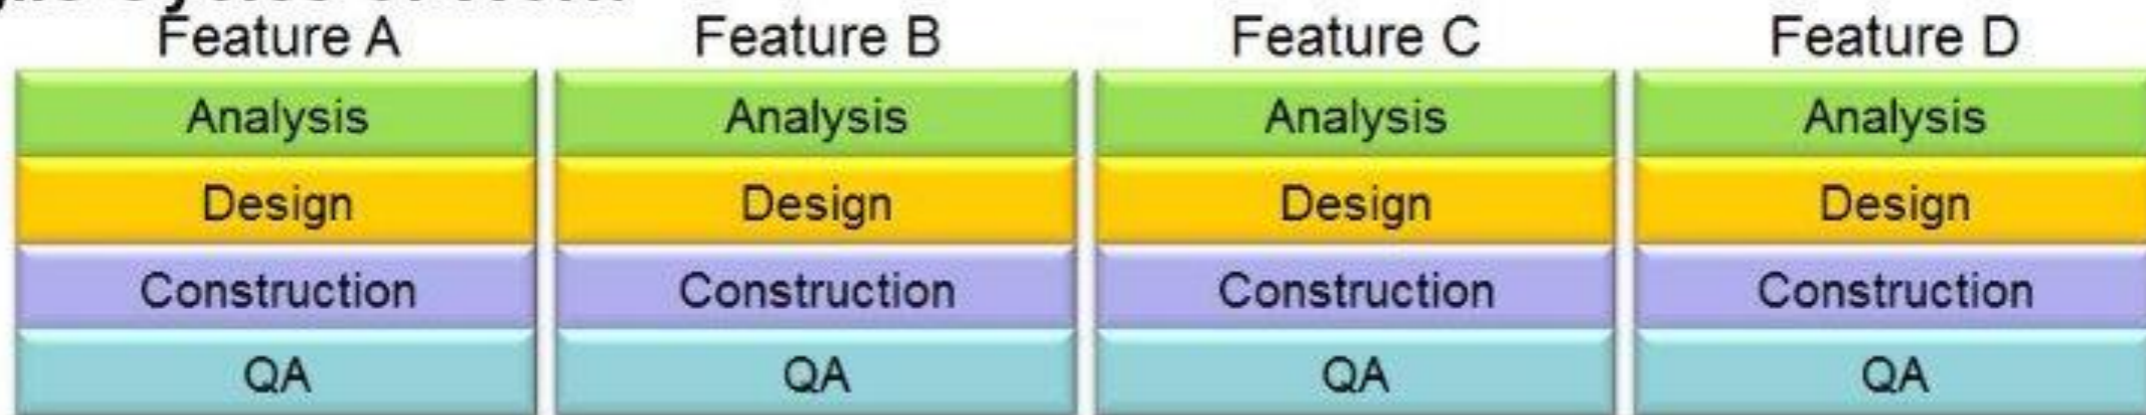 Feature A Feature B Feature C Feature D
Analysis Analysis Analysis Analysis
Design Design Design Design
Construction Construction Construction Construction
QA QA QA QA